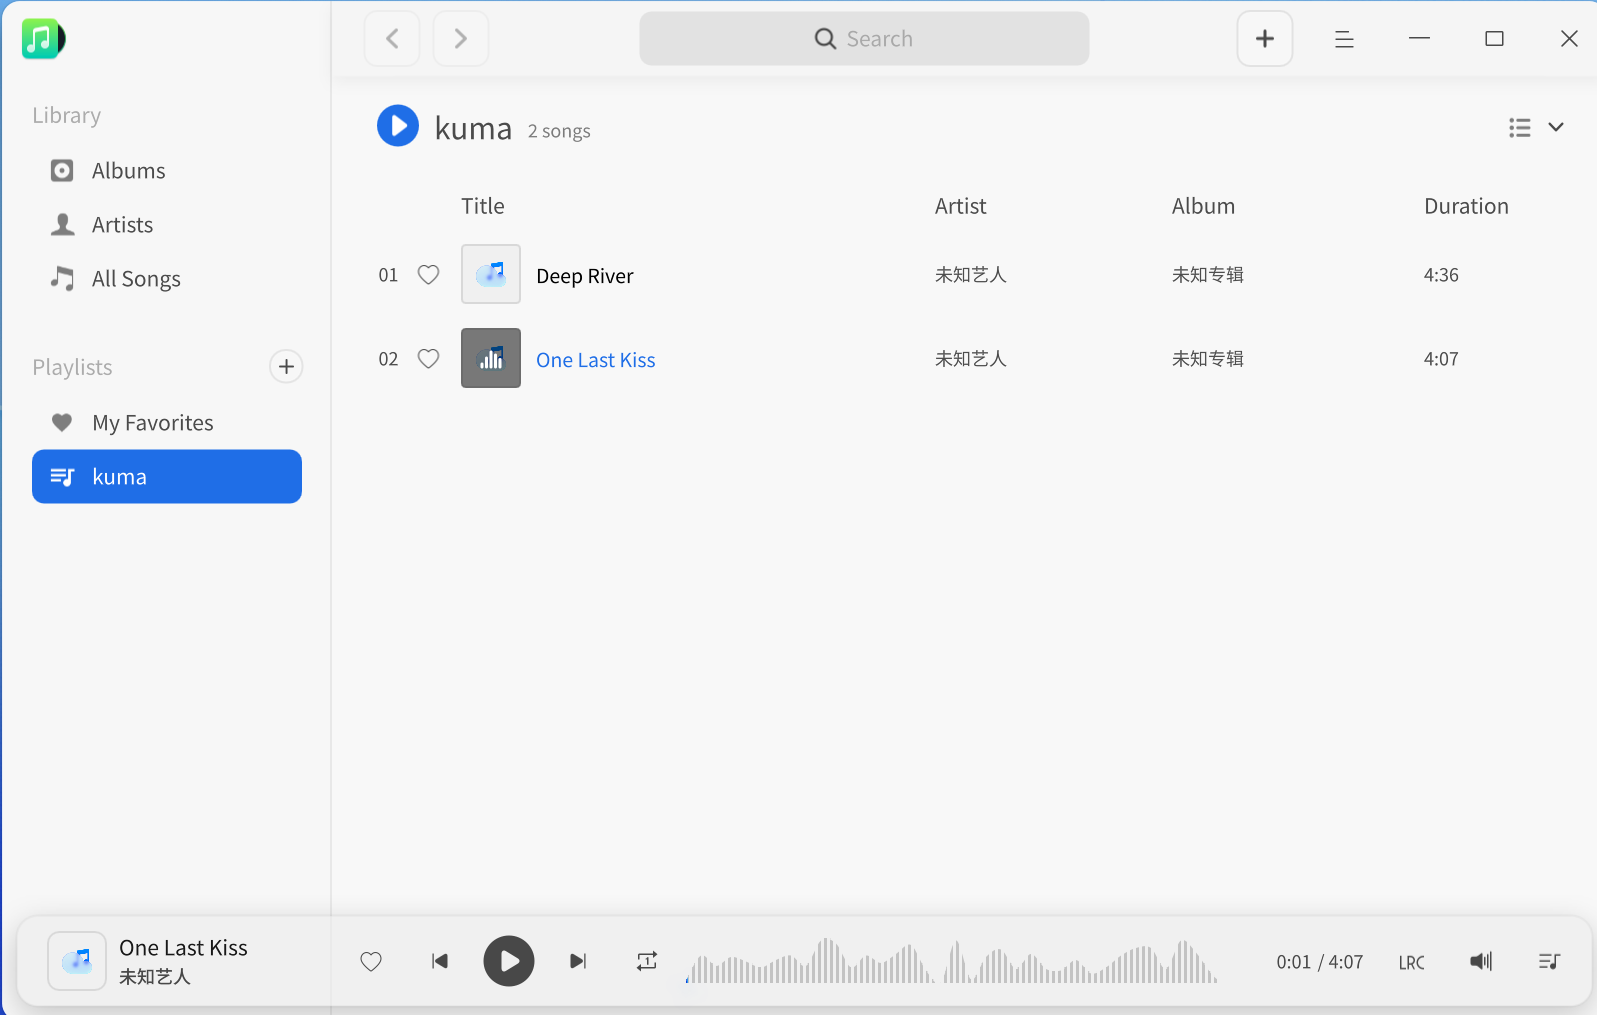 Search
Library
Albums
Artists
All Songs
Playlists
My Favorites
kuma
kuma 2 songs
Title Artist Album Duration
01 Deep River 未知艺人 未知专辑 4:36
02 One Last Kiss 未知艺人 未知专辑 4:07
One Last Kiss
未知艺人
1
0:01 / 4:07 LRC